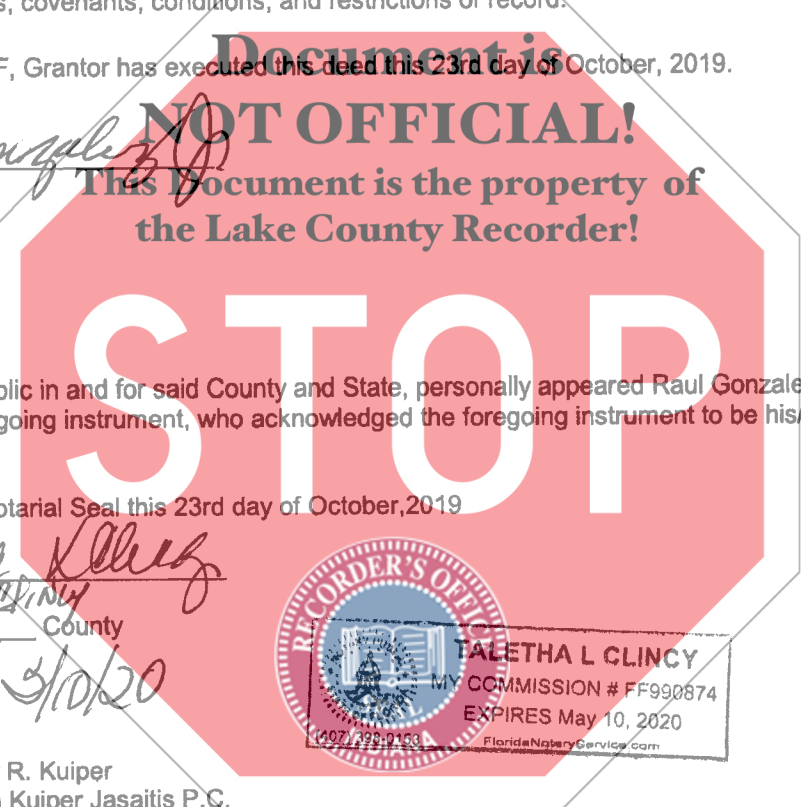 s, covenants, conditions, and restrictions of record.
Document is
F, Grantor has executed this deed this 23rd day of October, 2019.
NOT OFFICIAL!
This Document is the property of
the Lake County Recorder!
STOP
blic in and for said County and State, personally appeared Raul Gonzale
going instrument, who acknowledged the foregoing instrument to be his/
otarial Seal this 23rd day of October,2019
County
5/10/20
RECORDER'S OFFICE
SEAL
TALETHA L CLINCY
MY COMMISSION # FF990874
EXPIRES May 10, 2020
(407) 398-0153
FloridaNotaryService.com
R. Kuiper
Kuiper Jasaitis P.C.